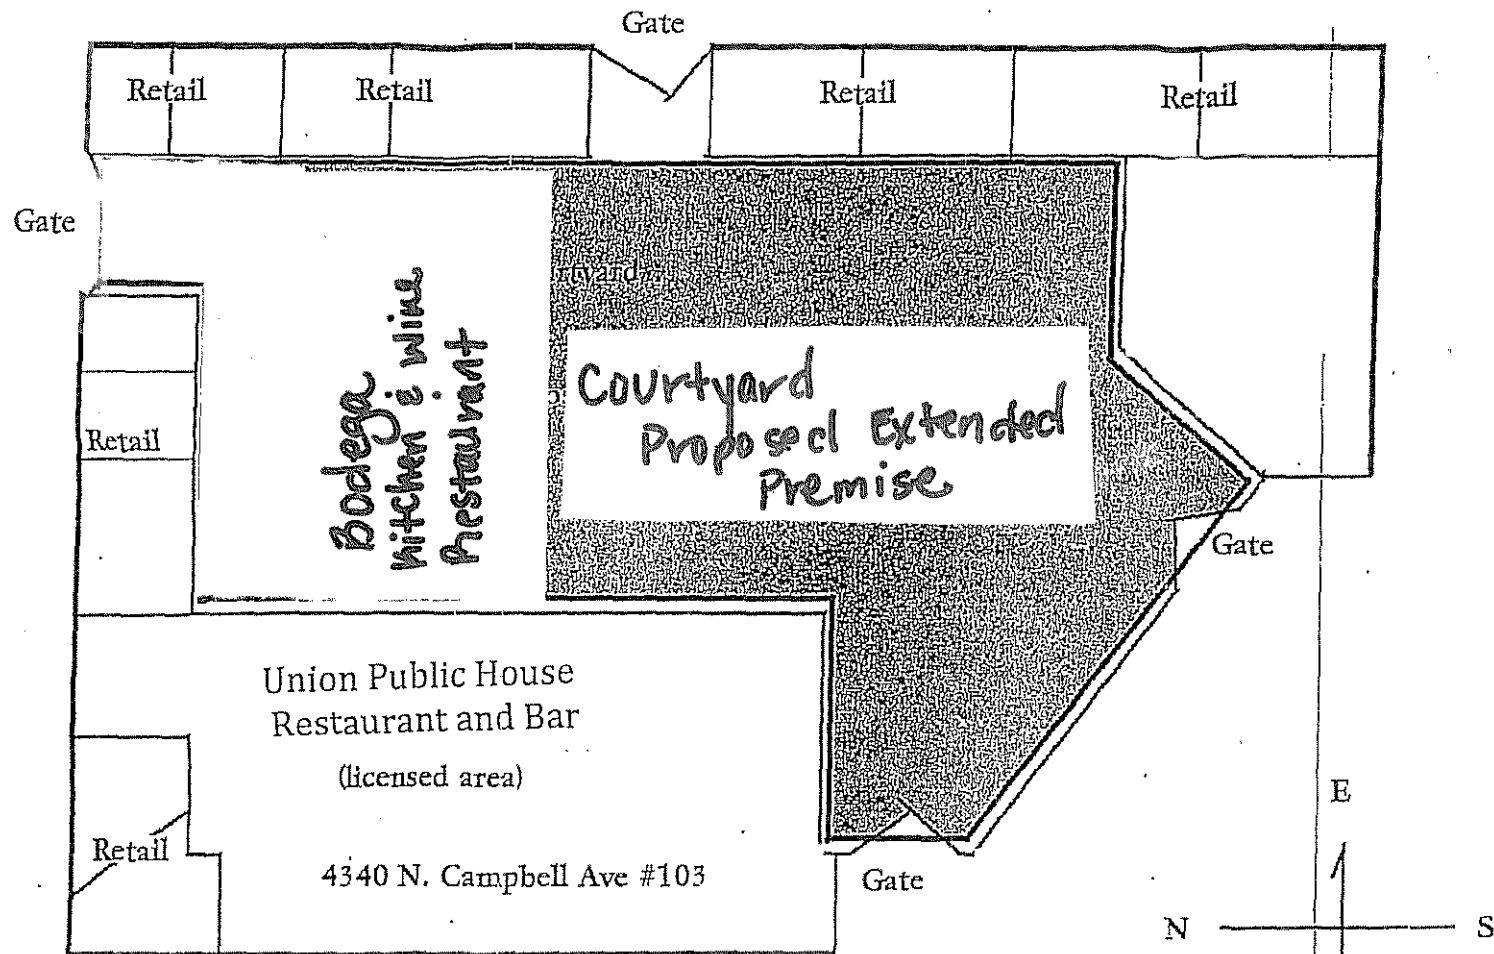 Gate
Retail Retail Retail Retail
Gate
rtyard
Bodega
Kitchen & Wine
Restaurant
Courtyard
Proposed Extended
Premise
Retail
Gate
Union Public House
Restaurant and Bar
(licensed area)
E
Retail
4340 N. Campbell Ave #103
Gate
N S